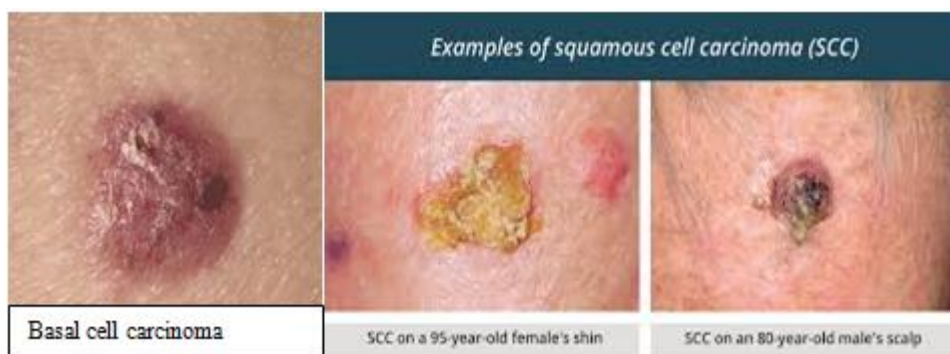 Examples of squamous cell carcinoma (SCC)
Basal cell carcinoma
SCC on a 95-year-old female's shin
SCC on an 80-year-old male's scalp